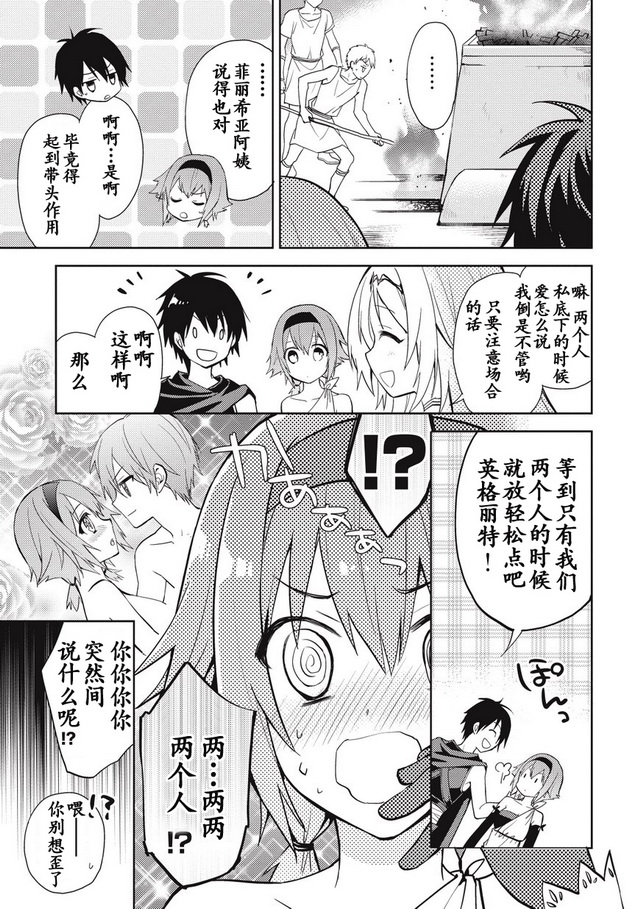 …
…
……
菲丽希亚阿姨
说得也对
啊啊…是啊
毕竟得
起到带头作用
嘛 两个人
私底下的时候
爱怎么说
我倒是不管哟
只要注意场合
的话
啊啊
这样啊
那么
等到只有我们
两个人的时候
就放轻松点吧
英格丽特！
ぽんっ
!?
かぁぁぁっ
两…两两
两个人!?
你你你你
突然间
说什么呢!?
!?
喂——
你别想歪了